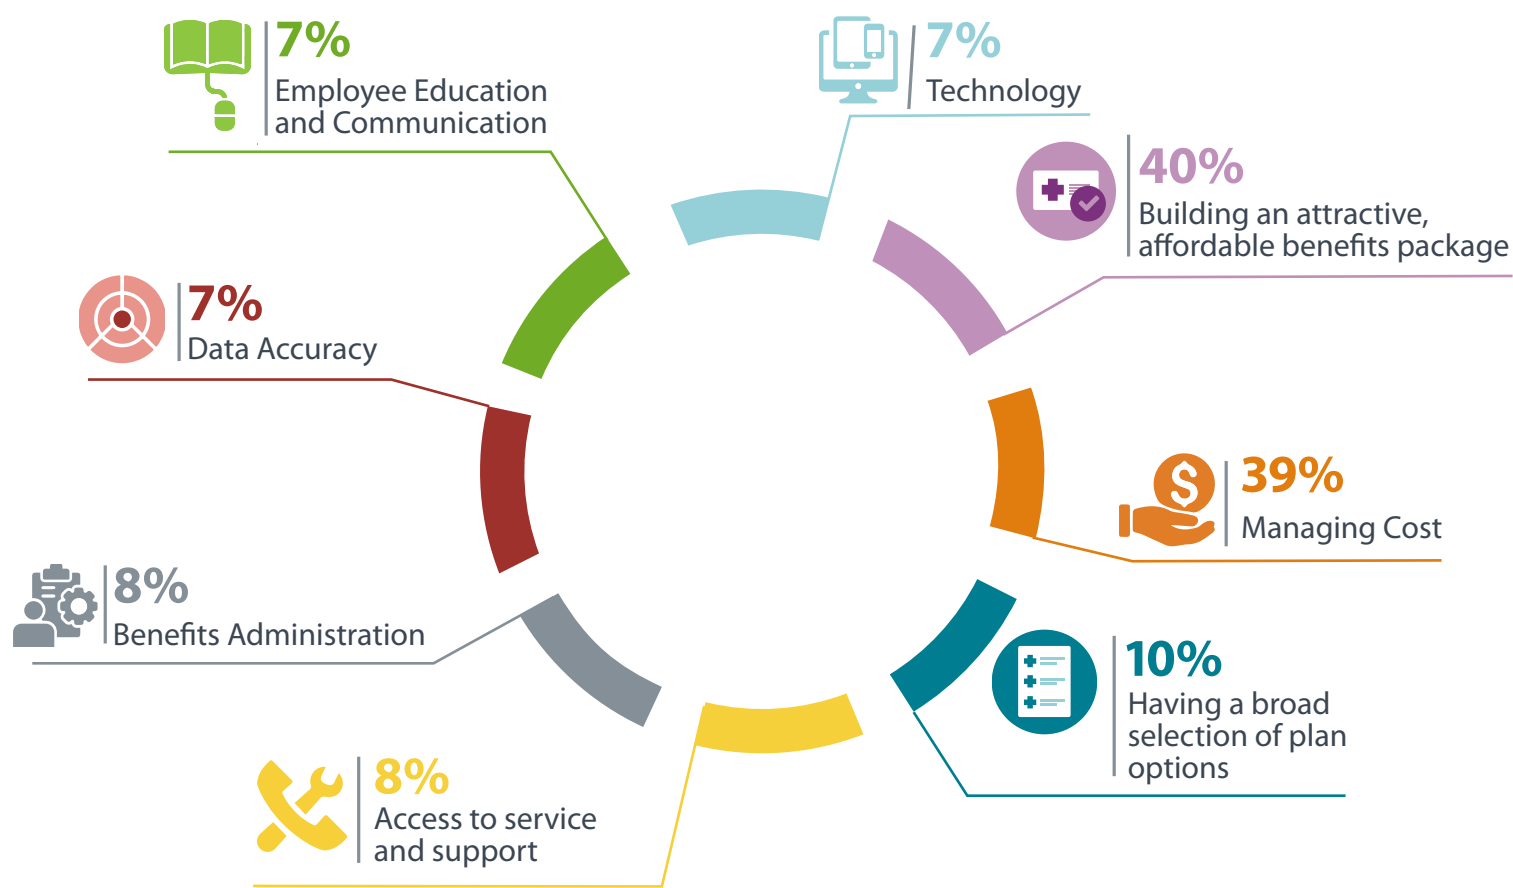 7%
Employee Education
and Communication
7%
Technology
40%
Building an attractive,
affordable benefits package
7%
Data Accuracy
39%
Managing Cost
8%
Benefits Administration
10%
Having a broad
selection of plan
options
8%
Access to service
and support